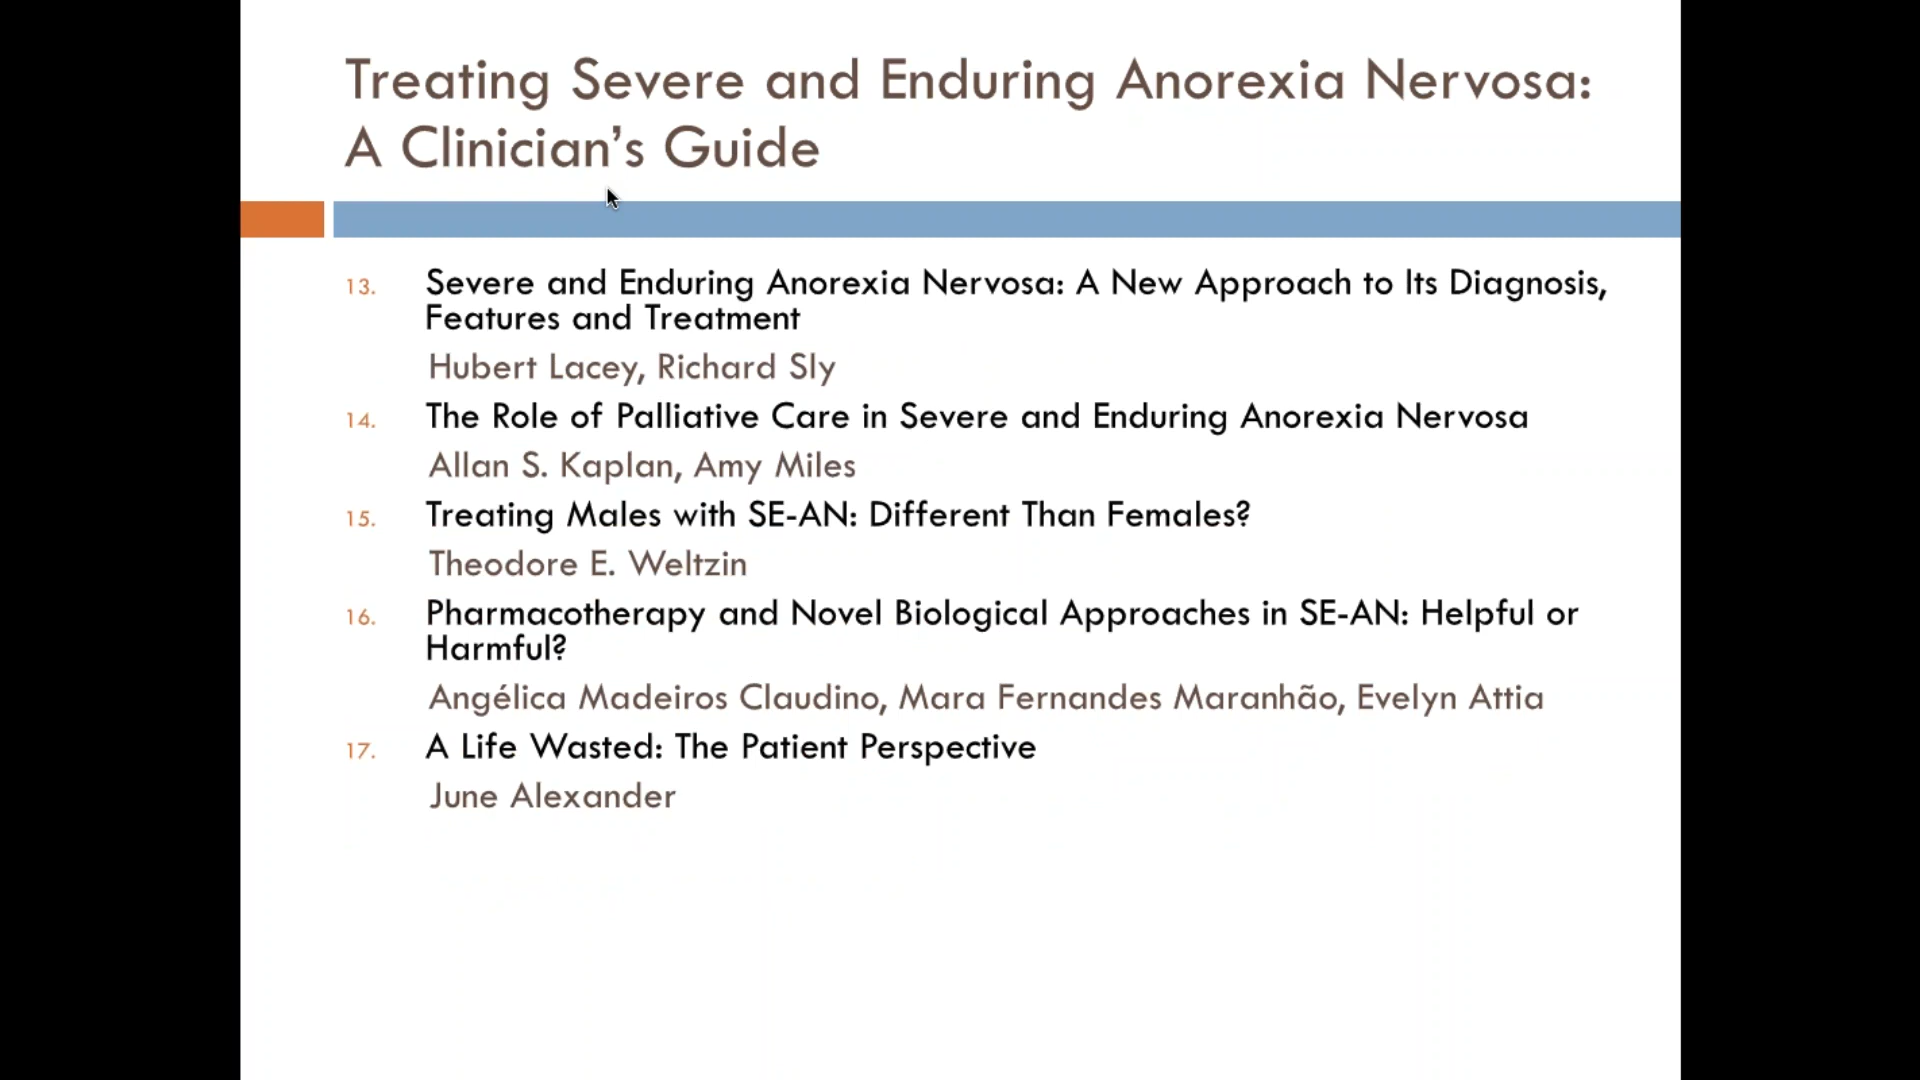 Treating Severe and Enduring Anorexia Nervosa:
A Clinician’s Guide
13. Severe and Enduring Anorexia Nervosa: A New Approach to Its Diagnosis,
Features and Treatment
Hubert Lacey, Richard Sly
14. The Role of Palliative Care in Severe and Enduring Anorexia Nervosa
Allan S. Kaplan, Amy Miles
15. Treating Males with SE-AN: Different Than Females?
Theodore E. Weltzin
16. Pharmacotherapy and Novel Biological Approaches in SE-AN: Helpful or
Harmful?
Angélica Madeiros Claudino, Mara Fernandes Maranhão, Evelyn Attia
17. A Life Wasted: The Patient Perspective
June Alexander